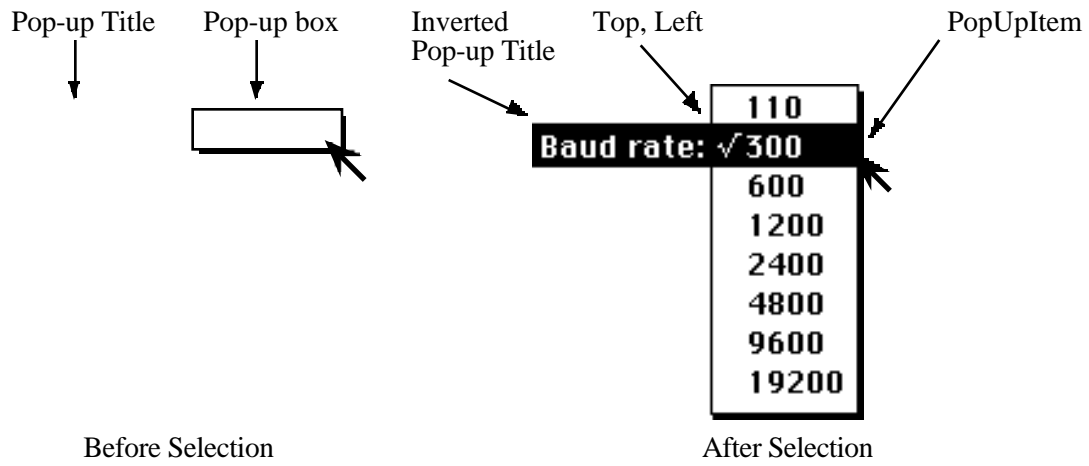 Pop-up Title
Pop-up box
Inverted
Pop-up Title
Top, Left
PopUpItem
110
Baud rate: √300
600
1200
2400
4800
9600
19200
Before Selection
After Selection